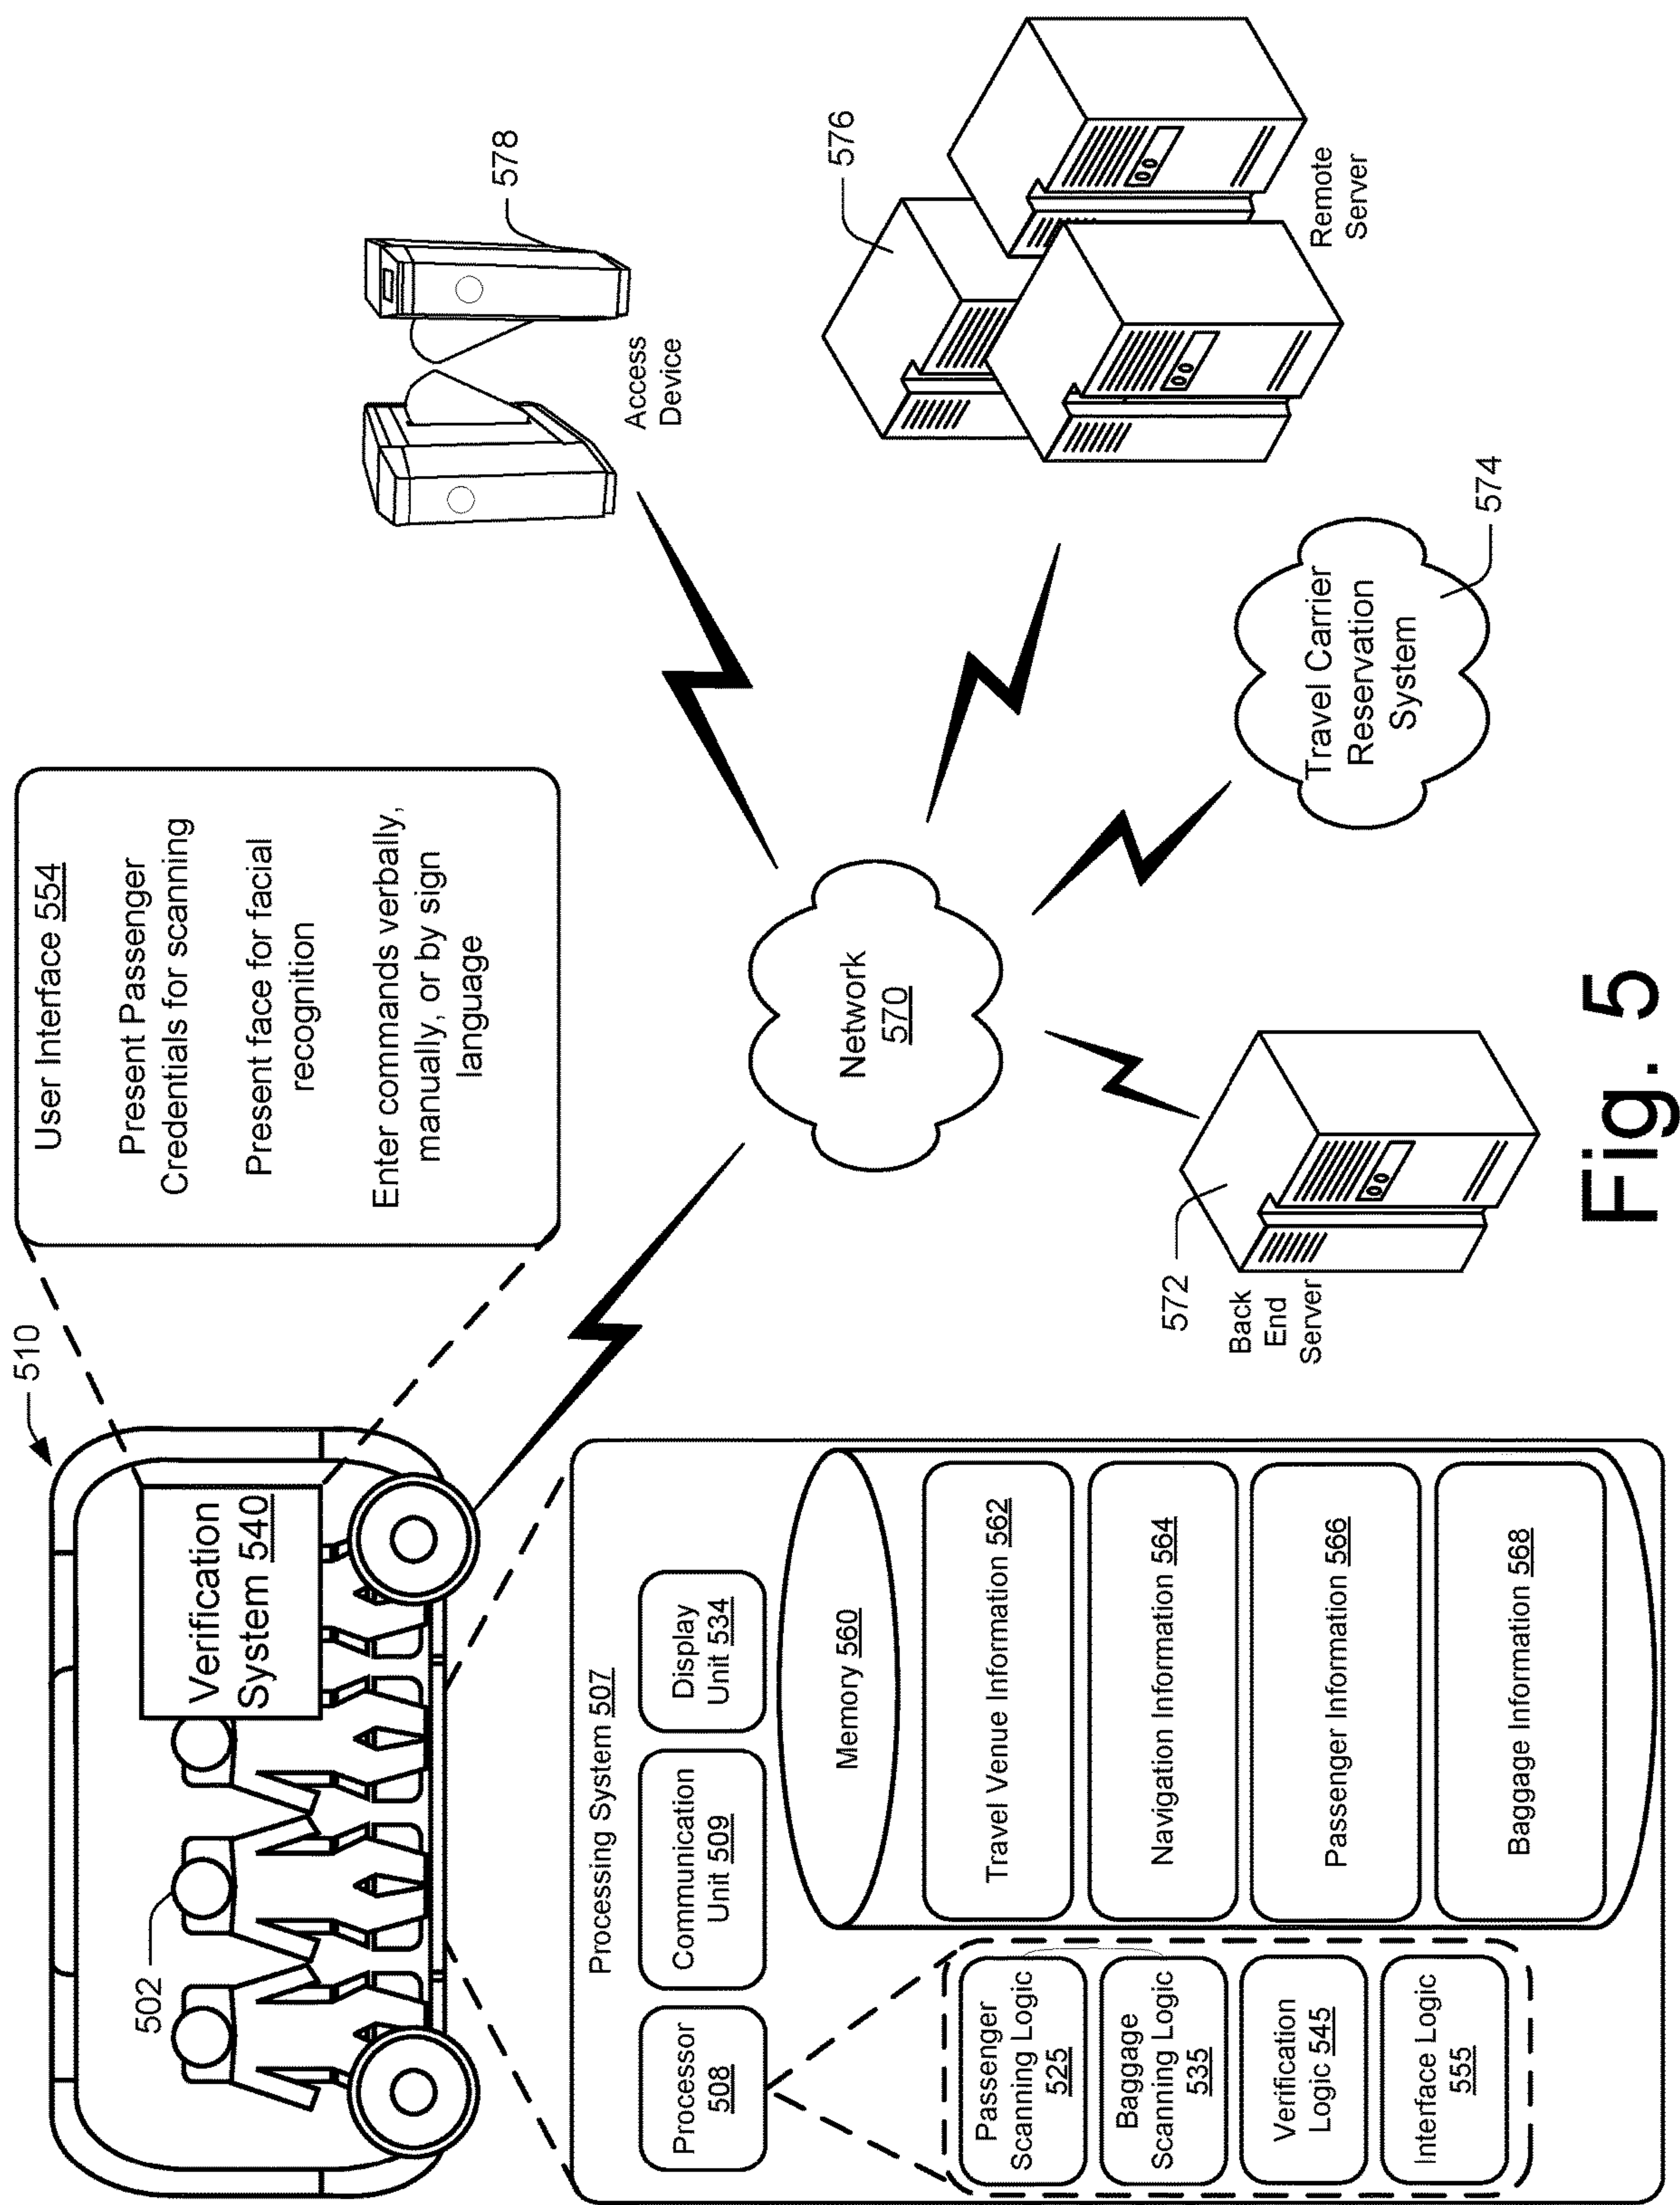 510
502
Verification
System 540
User Interface 554
Present Passenger
Credentials for scanning
Present face for facial
recognition
Enter commands verbally,
manually, or by sign
language
578
Access
Device
Processing System 507
Processor
508
Communication
Unit 509
Display
Unit 534
Passenger
Scanning Logic
525
Baggage
Scanning Logic
535
Verification
Logic 545
Interface Logic
555
Memory 560
Travel Venue Information 562
Navigation Information 564
Passenger Information 566
Baggage Information 568
Network
570
576
Remote
Server
572
Back
End
Server
Travel Carrier
Reservation
System
574
Fig. 5